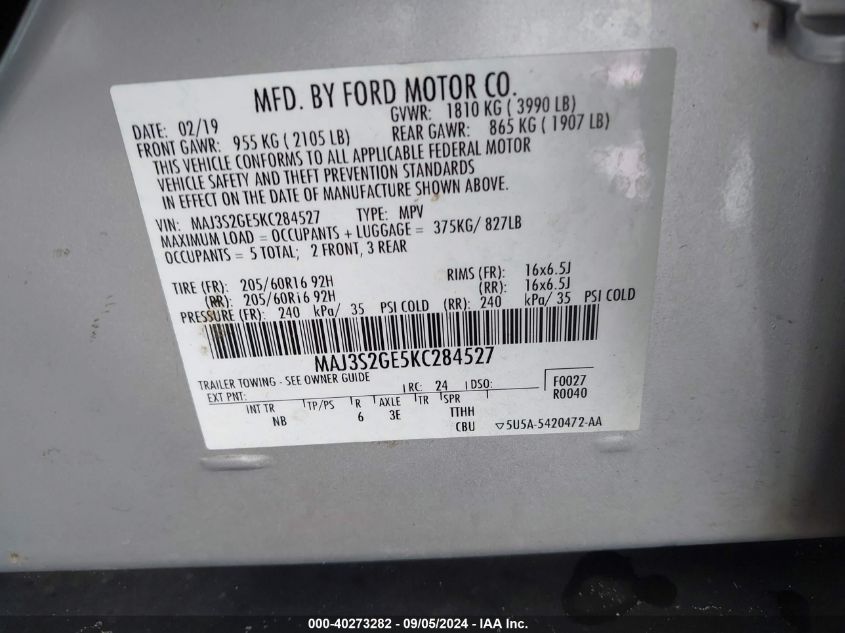 MFD. BY FORD MOTOR CO.
DATE: 02/19 GVWR: 1810 KG ( 3990 LB)
FRONT GAWR: 955 KG ( 2105 LB) REAR GAWR: 865 KG ( 1907 LB)
THIS VEHICLE CONFORMS TO ALL APPLICABLE FEDERAL MOTOR
VEHICLE SAFETY AND THEFT PREVENTION STANDARDS
IN EFFECT ON THE DATE OF MANUFACTURE SHOWN ABOVE.
VIN: MAJ3S2GE5KC284527 TYPE: MPV
MAXIMUM LOAD = OCCUPANTS + LUGGAGE = 375KG/ 827LB
OCCUPANTS = 5 TOTAL; 2 FRONT, 3 REAR
TIRE (FR): 205/60R16 92H RIMS (FR): 16x6.5J
(RR): 205/60R16 92H (RR): 16x6.5J
PRESSURE (FR): 240 kPa/ 35 PSI COLD (RR): 240 kPa/ 35 PSI COLD
MAJ3S2GE5KC284527
TRAILER TOWING - SEE OWNER GUIDE
EXT PNT: RC: 24 DSO: F0027
INT TR TP/PS R AXLE TR SPR R0040
NB 6 3E TTHH
CBU ▽5U5A-5420472-AA
000-40273282 - 09/05/2024 - IAA Inc.